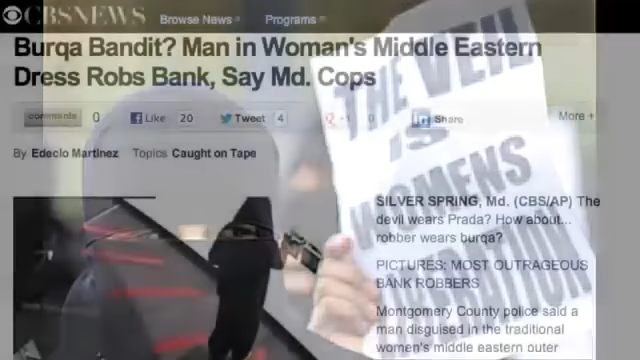 CBSNEWS
Browse News
Programs
Burqa Bandit? Man in Woman's Middle Eastern
Dress Robs Bank, Say Md. Cops
comments 0 Like 20 Tweet 4 +1 0 Share More +
By Edecio Martinez Topics Caught on Tape
THE VEIL
IS
WOMENS
LIBERATION
SILVER SPRING, Md. (CBS/AP) The
devil wears Prada? How about...
robber wears burqa?
PICTURES: MOST OUTRAGEOUS
BANK ROBBERS
Montgomery County police said a
man disguised in the traditional
women's middle eastern outer